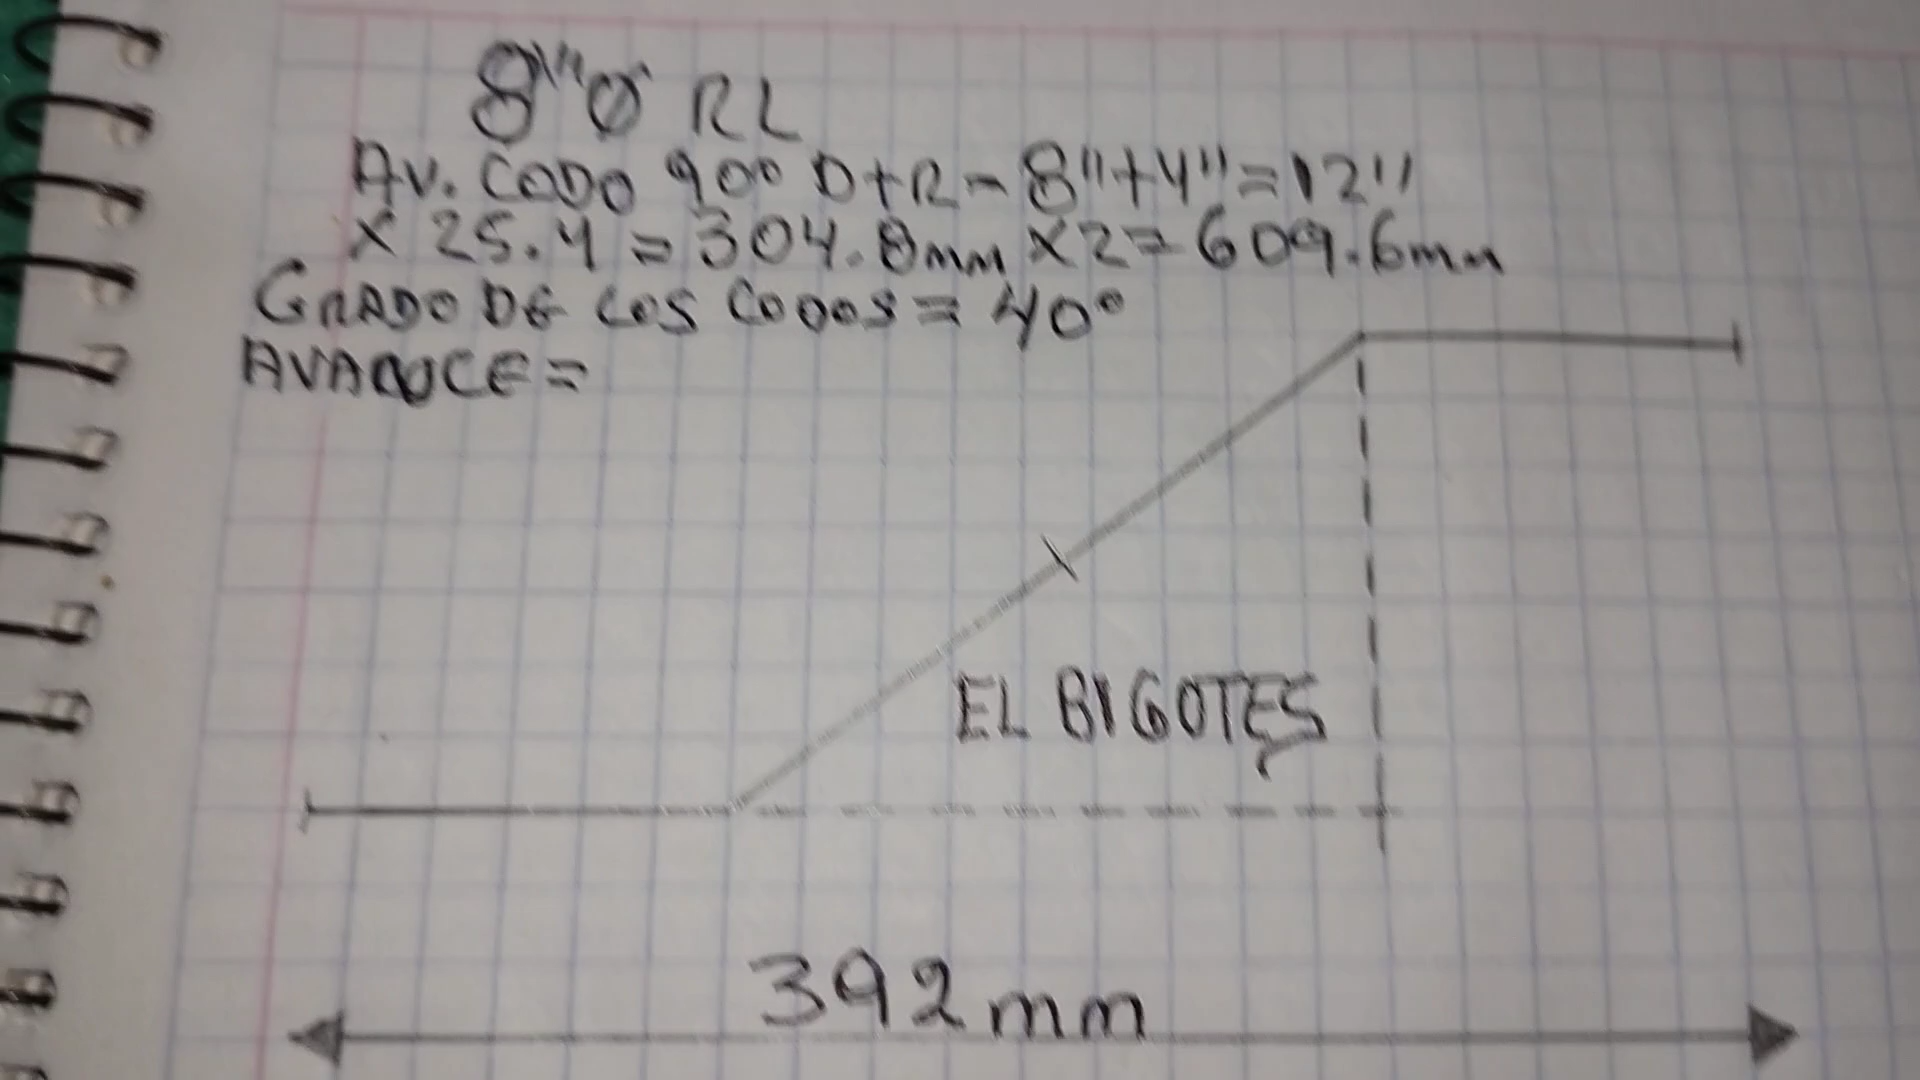 8"Ø RL
AV. CODO 90° D+R - 8"+4"=12"
X 25.4 = 304.8mm X2= 609.6mm
GRADO DE LOS CODOS = 40°
AVANCE =
EL BIGOTES
392mm